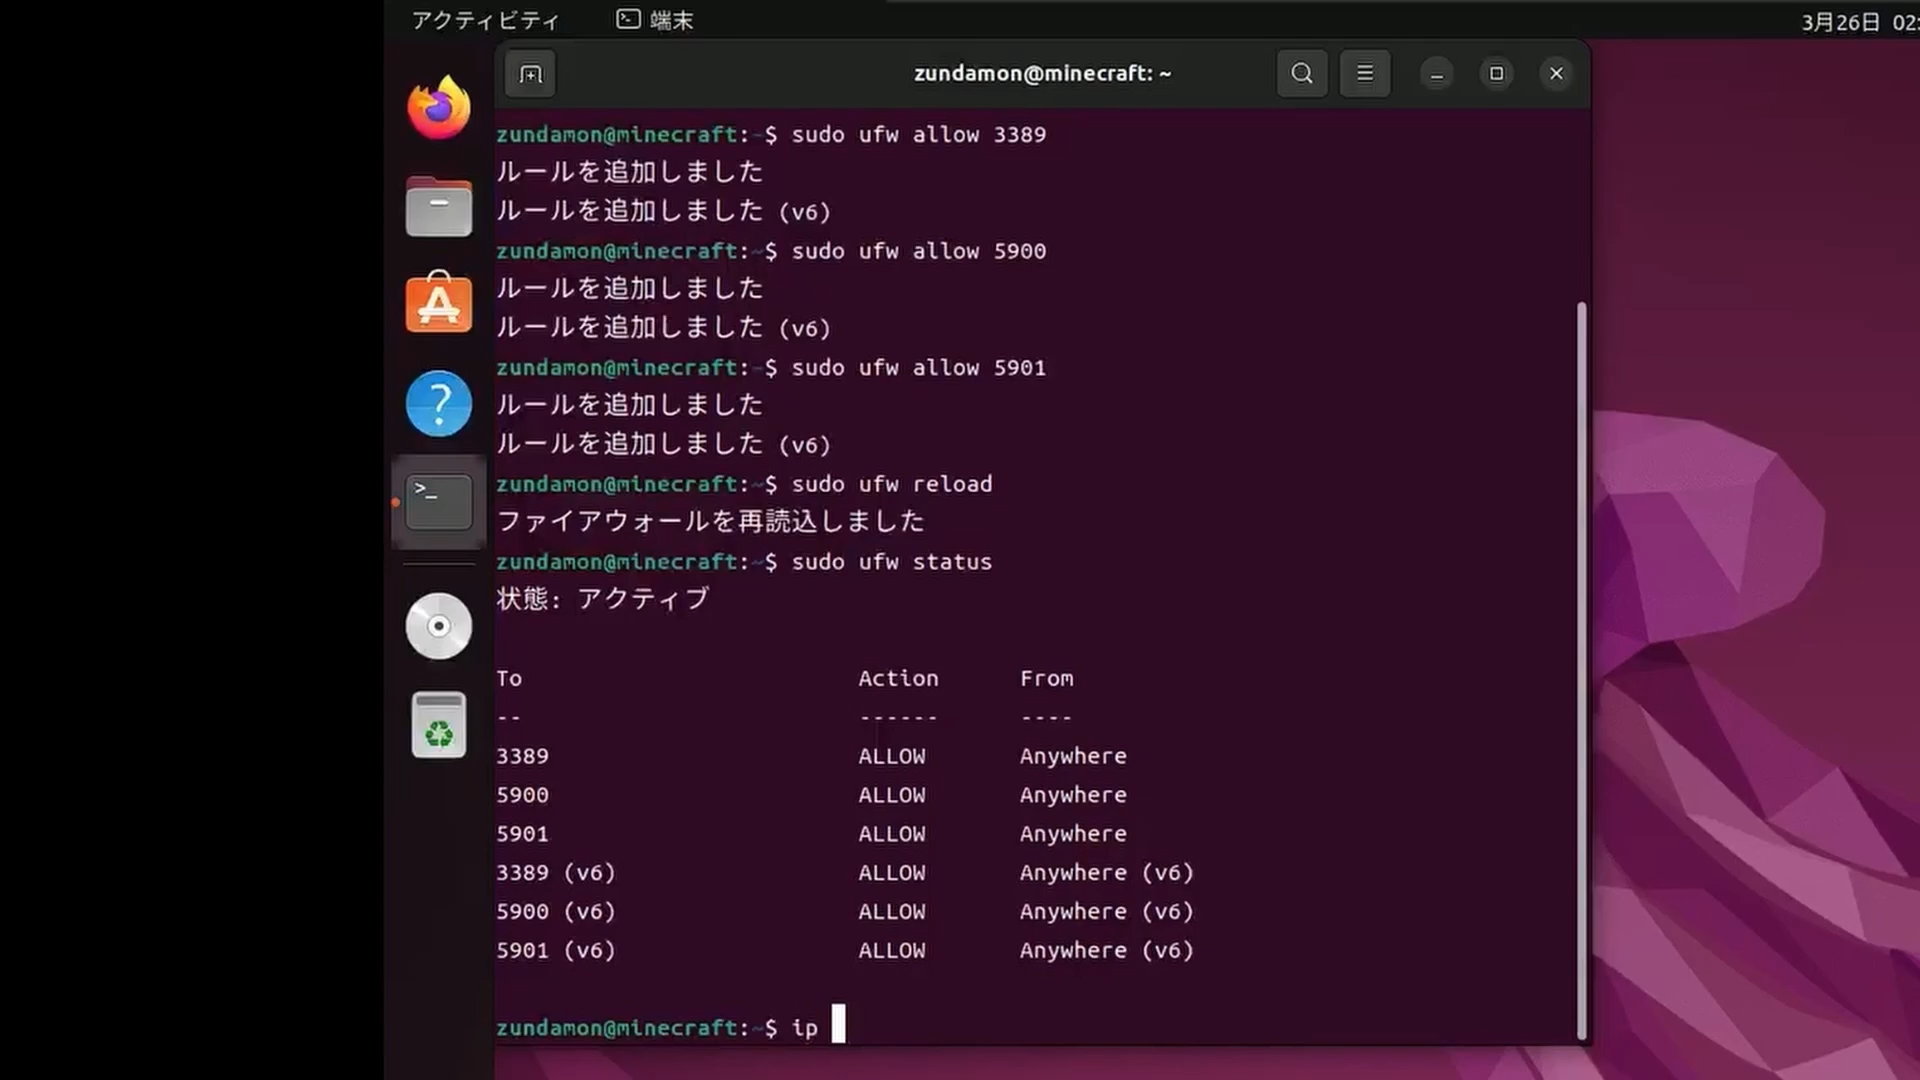 アクティビティ
端末
3月26日 02:
zundamon@minecraft: ~
zundamon@minecraft:~$ sudo ufw allow 3389
ルールを追加しました
ルールを追加しました (v6)
zundamon@minecraft:~$ sudo ufw allow 5900
ルールを追加しました
ルールを追加しました (v6)
zundamon@minecraft:~$ sudo ufw allow 5901
ルールを追加しました
ルールを追加しました (v6)
zundamon@minecraft:~$ sudo ufw reload
ファイアウォールを再読込しました
zundamon@minecraft:~$ sudo ufw status
状態: アクティブ
To Action From
-- ------ ----
3389 ALLOW Anywhere
5900 ALLOW Anywhere
5901 ALLOW Anywhere
3389 (v6) ALLOW Anywhere (v6)
5900 (v6) ALLOW Anywhere (v6)
5901 (v6) ALLOW Anywhere (v6)
zundamon@minecraft:~$ ip